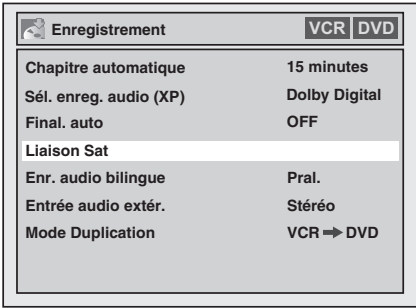 Enregistrement VCR DVD
Chapitre automatique 15 minutes
Sél. enreg. audio (XP) Dolby Digital
Final. auto OFF
Liaison Sat
Enr. audio bilingue Pral.
Entrée audio extér. Stéréo
Mode Duplication VCR ➡ DVD